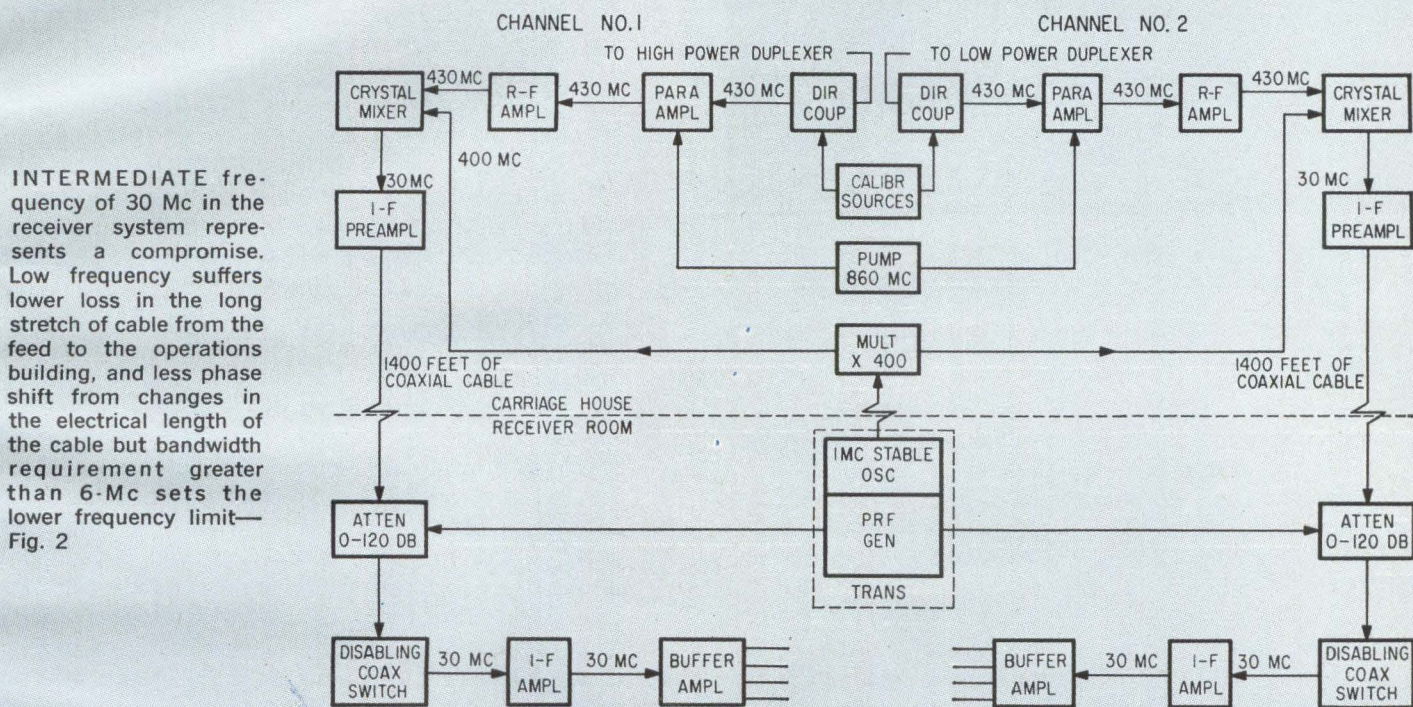 CHANNEL NO.1
CHANNEL NO. 2
TO HIGH POWER DUPLEXER
TO LOW POWER DUPLEXER
CRYSTAL
MIXER
430 MC
R-F
AMPL
430 MC
PARA
AMPL
430 MC
DIR
COUP
DIR
COUP
430 MC
PARA
AMPL
430 MC
R-F
AMPL
430 MC
CRYSTAL
MIXER
400 MC
30 MC
I-F
PREAMPL
CALIBR
SOURCES
PUMP
860 MC
30 MC
I-F
PREAMPL
INTERMEDIATE fre-
quency of 30 Mc in the
receiver system repre-
sents a compromise.
Low frequency suffers
lower loss in the long
stretch of cable from the
feed to the operations
building, and less phase
shift from changes in
the electrical length of
the cable but bandwidth
requirement greater
than 6-Mc sets the
lower frequency limit—
Fig. 2
MULT
X 400
1400 FEET OF
COAXIAL CABLE
1400 FEET OF
COAXIAL CABLE
CARRIAGE HOUSE
RECEIVER ROOM
1MC STABLE
OSC
PRF
GEN
TRANS
ATTEN
0-120 DB
ATTEN
0-120 DB
DISABLING
COAX
SWITCH
30 MC
I-F
AMPL
30 MC
BUFFER
AMPL
BUFFER
AMPL
30 MC
I-F
AMPL
30 MC
DISABLING
COAX
SWITCH